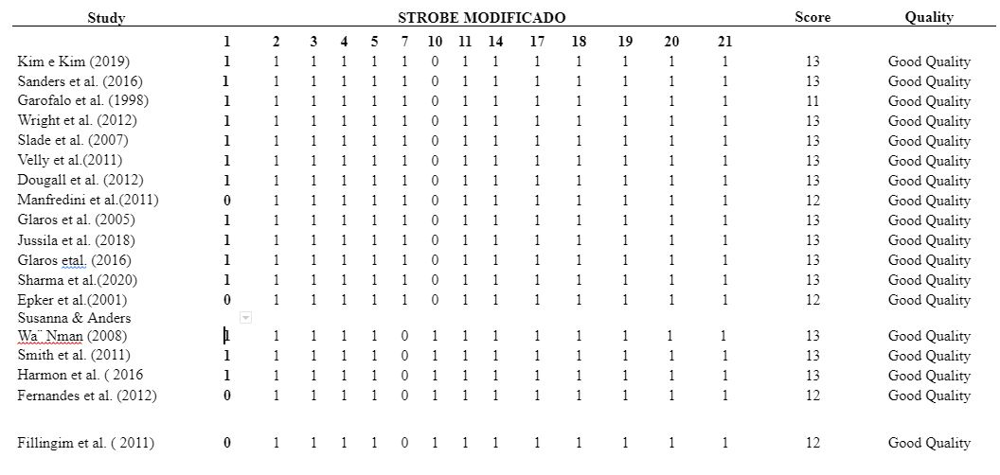 Study STROBE MODIFICADO Score Quality
1 2 3 4 5 7 10 11 14 17 18 19 20 21
Kim e Kim (2019) 1 1 1 1 1 1 0 1 1 1 1 1 1 1 13 Good Quality
Sanders et al. (2016) 1 1 1 1 1 1 0 1 1 1 1 1 1 1 13 Good Quality
Garofalo et al. (1998) 1 1 1 1 1 1 0 1 1 1 1 1 1 1 11 Good Quality
Wright et al. (2012) 1 1 1 1 1 1 0 1 1 1 1 1 1 1 13 Good Quality
Slade et al. (2007) 1 1 1 1 1 1 0 1 1 1 1 1 1 1 13 Good Quality
Velly et al.(2011) 1 1 1 1 1 1 0 1 1 1 1 1 1 1 13 Good Quality
Dougall et al. (2012) 1 1 1 1 1 1 0 1 1 1 1 1 1 1 13 Good Quality
Manfredini et al.(2011) 0 1 1 1 1 1 0 1 1 1 1 1 1 1 12 Good Quality
Glaros et al. (2005) 1 1 1 1 1 1 0 1 1 1 1 1 1 1 13 Good Quality
Jussila et al. (2018) 1 1 1 1 1 1 0 1 1 1 1 1 1 1 13 Good Quality
Glaros etal. (2016) 1 1 1 1 1 1 0 1 1 1 1 1 1 1 13 Good Quality
Sharma et al.(2020) 1 1 1 1 1 1 0 1 1 1 1 1 1 1 13 Good Quality
Epker et al.(2001) 0 1 1 1 1 1 0 1 1 1 1 1 1 1 12 Good Quality
Susanna & Anders
Wa¨ Nman (2008) 1 1 1 1 1 0 1 1 1 1 1 1 1 1 13 Good Quality
Smith et al. (2011) 1 1 1 1 1 0 1 1 1 1 1 1 1 1 13 Good Quality
Harmon et al. ( 2016 1 1 1 1 1 0 1 1 1 1 1 1 1 1 13 Good Quality
Fernandes et al. (2012) 0 1 1 1 1 0 1 1 1 1 1 1 1 1 12 Good Quality
Fillingim et al. ( 2011) 0 1 1 1 1 0 1 1 1 1 1 1 1 1 12 Good Quality